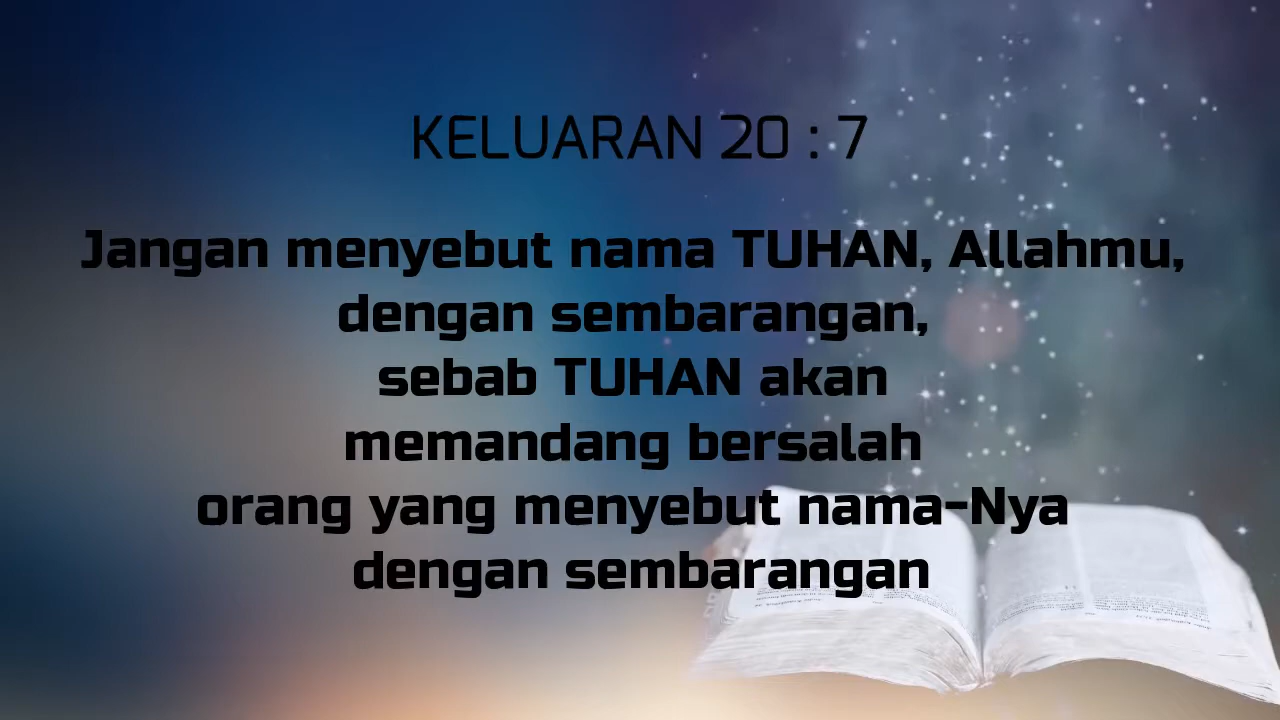 KELUARAN 20 : 7
Jangan menyebut nama TUHAN, Allahmu,
dengan sembarangan,
sebab TUHAN akan
memandang bersalah
orang yang menyebut nama-Nya
dengan sembarangan